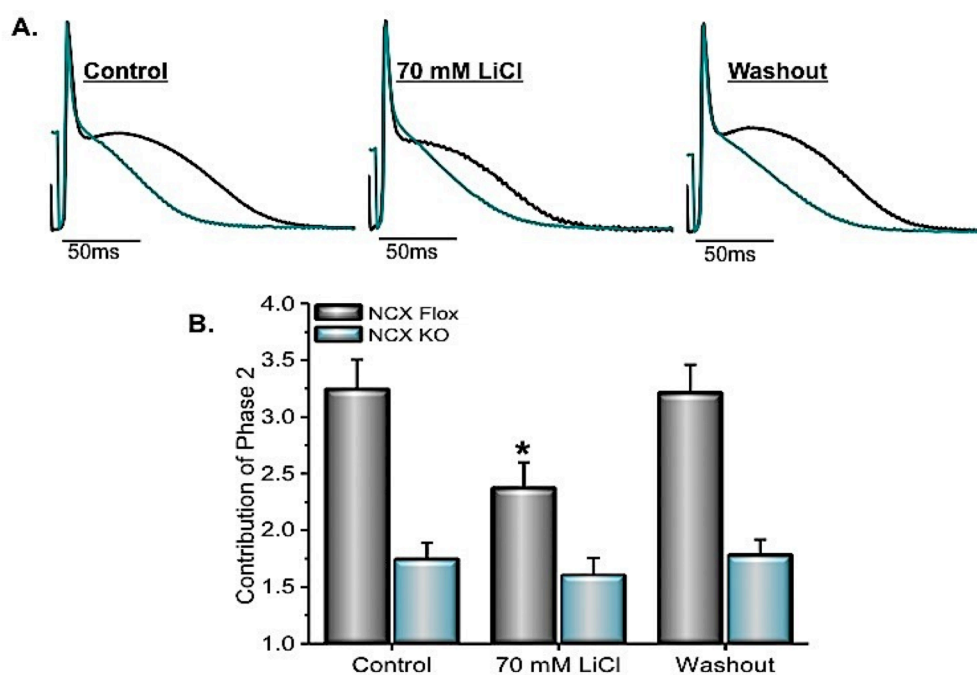 A.
Control
70 mM LiCl
Washout
50ms
50ms
50ms
B.
NCX Flox
NCX KO
4.0
3.5
3.0
2.5
2.0
1.5
1.0
Contribution of Phase 2
*
Control
70 mM LiCl
Washout